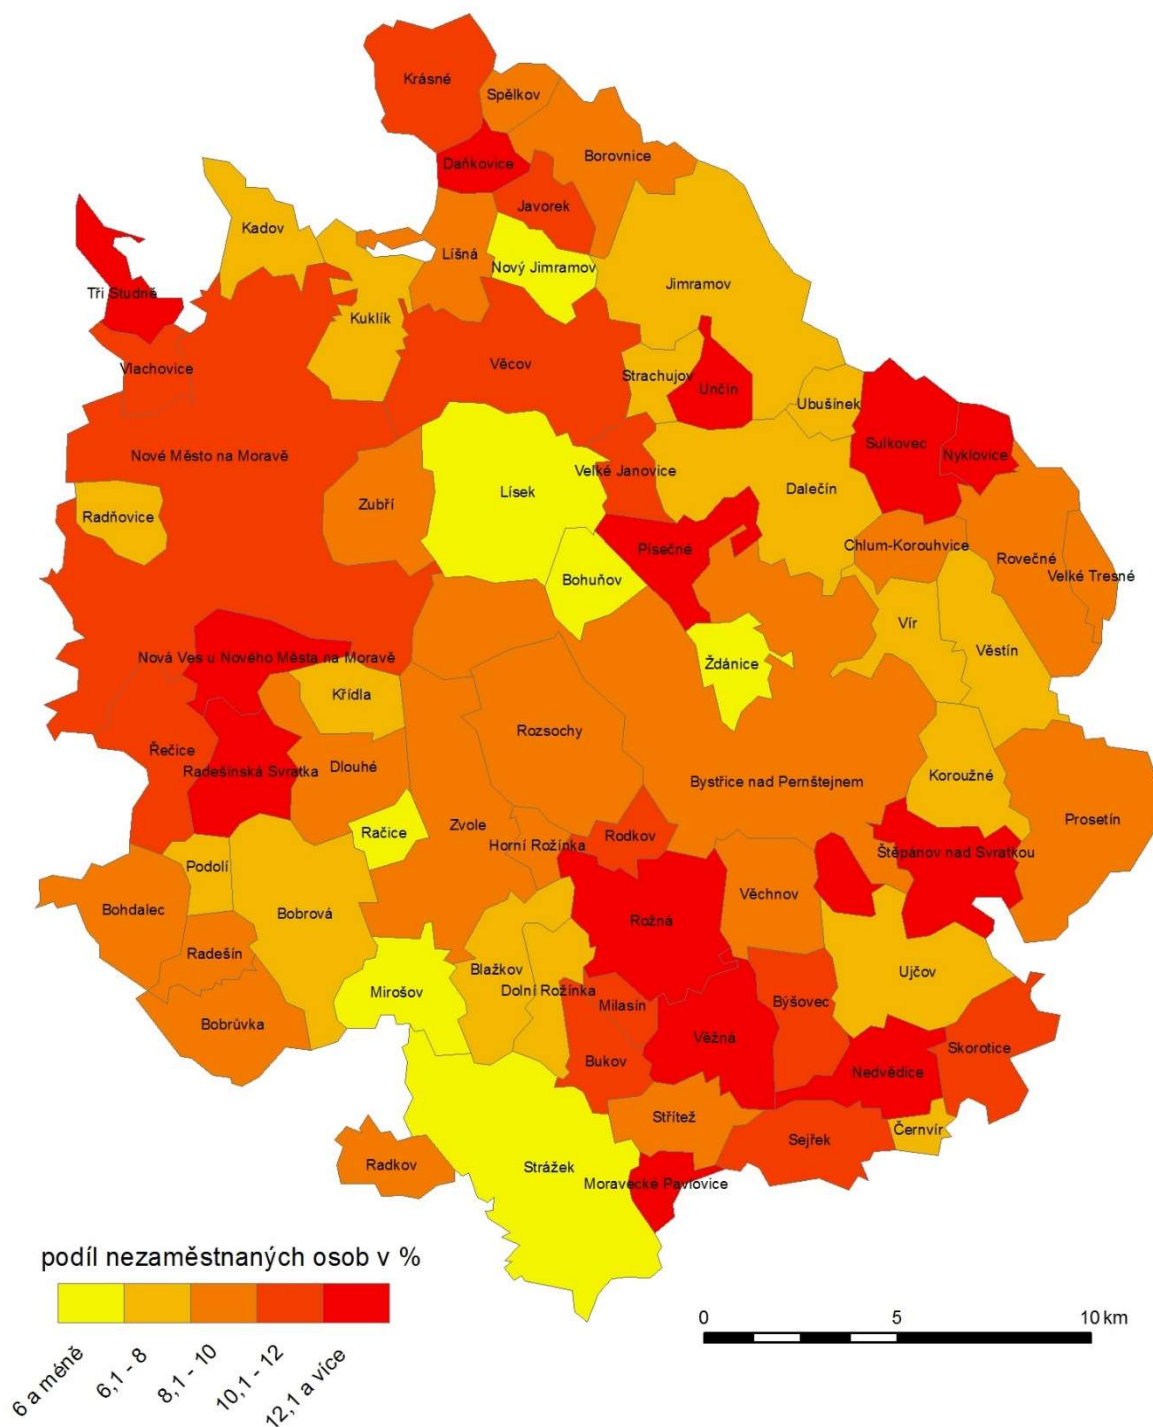 Krásné
Spělkov
Daňkovice
Borovnice
Javorek
Kadov
Líšná
Nový Jimramov
Jimramov
Tři Studně
Kuklík
Vlachovice
Věcov
Strachujov
Unčín
Ubušínek
Nové Město na Moravě
Sulkovec
Nyklovice
Velké Janovice
Lísek
Dalečín
Zubří
Radňovice
Písečné
Chlum-Korouhvice
Rovečné
Velké Tresné
Bohuňov
Vír
Věstín
Nová Ves u Nového Města na Moravě
Ždánice
Křídla
Rozsochy
Řečice
Radešínská Svratka
Dlouhé
Bystřice nad Pernštejnem
Koroužné
Prosetín
Račice
Zvole
Horní Rožínka
Rodkov
Štěpánov nad Svratkou
Podolí
Věchnov
Bohdalec
Bobrová
Rožná
Radešín
Blažkov
Ujčov
Mirošov
Dolní Rožínka
Milasín
Býšovec
Bobrůvka
Věžná
Skorotice
Bukov
Nedvědice
Střítež
Sejřek
Černvír
Radkov
Strážek
Moravecké Pavlovice
podíl nezaměstnaných osob v %
6 a méně
6,1 - 8
8,1 - 10
10,1 - 12
12,1 a více
0 5 10 km